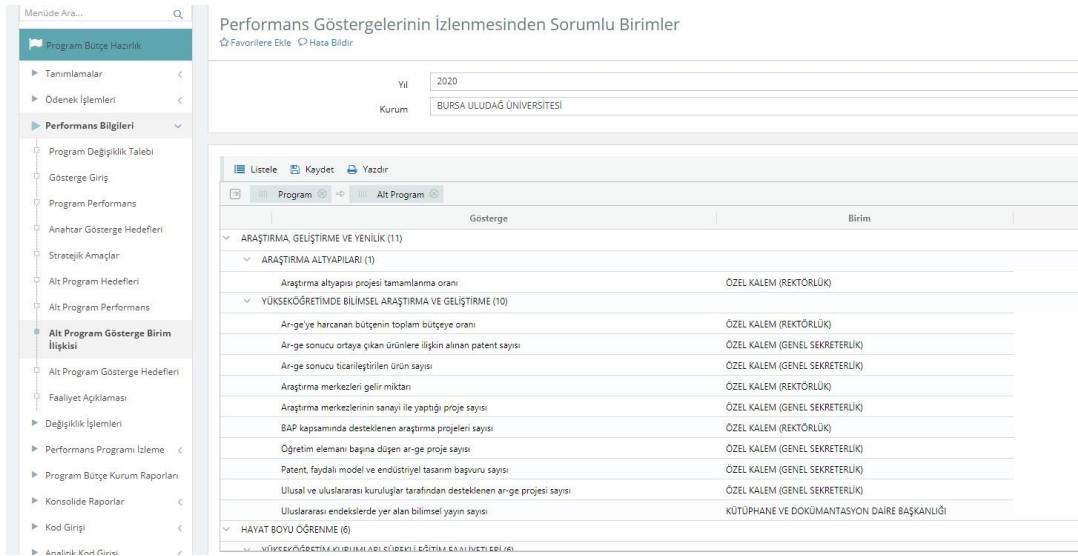 Menüde Ara...
Program Bütçe Hazırlık
Tanımlamalar
Ödenek İşlemleri
Performans Bilgileri
Program Değişiklik Talebi
Gösterge Giriş
Program Performans
Anahtar Gösterge Hedefleri
Stratejik Amaçlar
Alt Program Hedefleri
Alt Program Performans
Alt Program Gösterge Birim
İlişkisi
Alt Program Gösterge Hedefleri
Faaliyet Açıklaması
Değişiklik İşlemleri
Performans Programı İzleme
Program Bütçe Kurum Raporları
Konsolide Raporlar
Kod Girişi
Analitik Kod Girişi
Performans Göstergelerinin İzlenmesinden Sorumlu Birimler
Favorilere Ekle Hata Bildir
Yıl 2020
Kurum BURSA ULUDAĞ ÜNİVERSİTESİ
Listele Kaydet Yazdır
Program Alt Program
Gösterge Birim
ARAŞTIRMA, GELİŞTİRME VE YENİLİK (11)
ARAŞTIRMA ALTYAPILARI (1)
Araştırma altyapısı projesi tamamlanma oranı ÖZEL KALEM (REKTÖRLÜK)
YÜKSEKÖĞRETİMDE BİLİMSEL ARAŞTIRMA VE GELİŞTİRME (10)
Ar-ge'ye harcanan bütçenin toplam bütçeye oranı ÖZEL KALEM (REKTÖRLÜK)
Ar-ge sonucu ortaya çıkan ürünlere ilişkin alınan patent sayısı ÖZEL KALEM (GENEL SEKRETERLİK)
Ar-ge sonucu ticarileştirilen ürün sayısı ÖZEL KALEM (GENEL SEKRETERLİK)
Araştırma merkezleri gelir miktarı ÖZEL KALEM (REKTÖRLÜK)
Araştırma merkezlerinin sanayi ile yaptığı proje sayısı ÖZEL KALEM (GENEL SEKRETERLİK)
BAP kapsamında desteklenen araştırma projeleri sayısı ÖZEL KALEM (REKTÖRLÜK)
Öğretim elemanı başına düşen ar-ge proje sayısı ÖZEL KALEM (GENEL SEKRETERLİK)
Patent, faydalı model ve endüstriyel tasarım başvuru sayısı ÖZEL KALEM (GENEL SEKRETERLİK)
Ulusal ve uluslararası kuruluşlar tarafından desteklenen ar-ge projesi sayısı ÖZEL KALEM (GENEL SEKRETERLİK)
Uluslararası endekslerde yer alan bilimsel yayın sayısı KÜTÜPHANE VE DOKÜMANTASYON DAİRE BAŞKANLIĞI
HAYAT BOYU ÖĞRENME (6)
YÜKSEKÖĞRETİM KURUMLARI SÜREKLİ EĞİTİM FAALİYETLERİ (6)